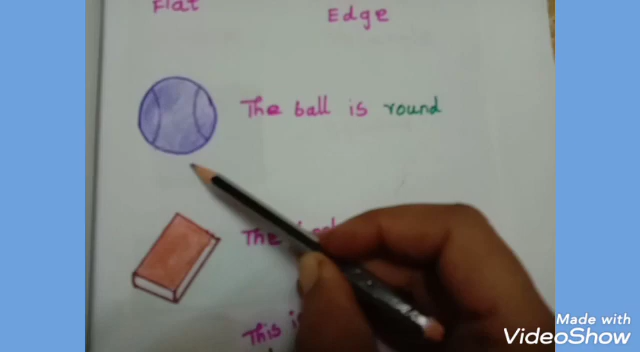 Flat
Edge
The ball is round
The
This
Made with
VideoShow